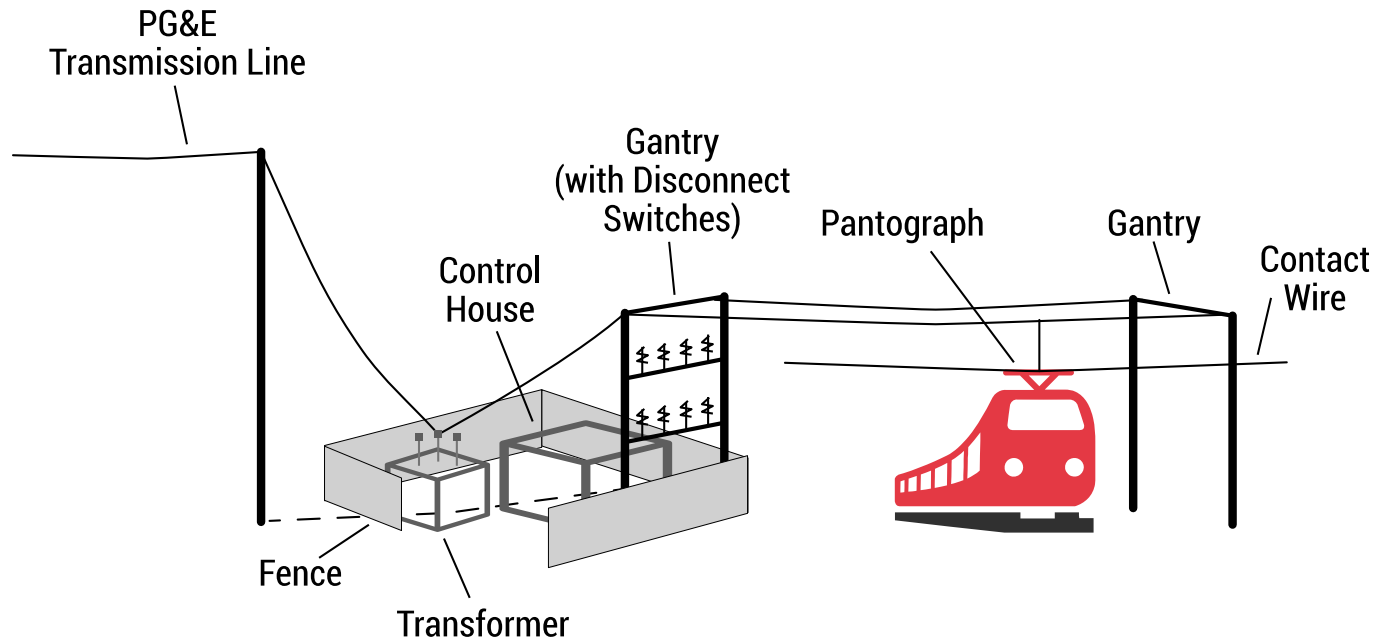 PG&E
Transmission Line
Gantry
(with Disconnect
Switches)
Pantograph
Gantry
Contact
Wire
Control
House
Fence
Transformer